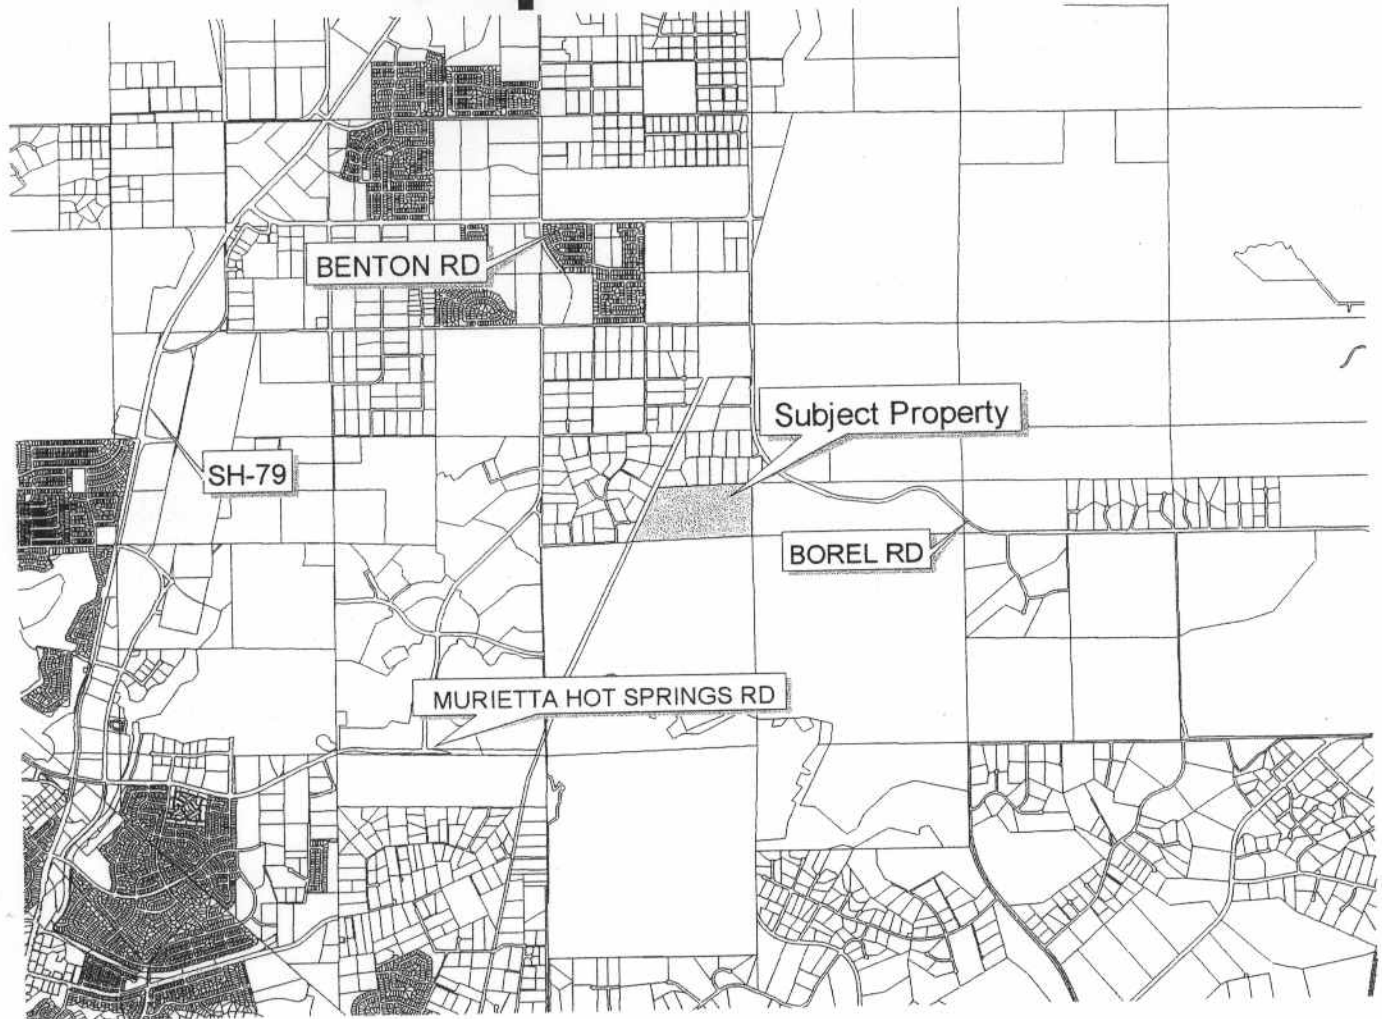 BENTON RD
Subject Property
SH-79
BOREL RD
MURIETTA HOT SPRINGS RD